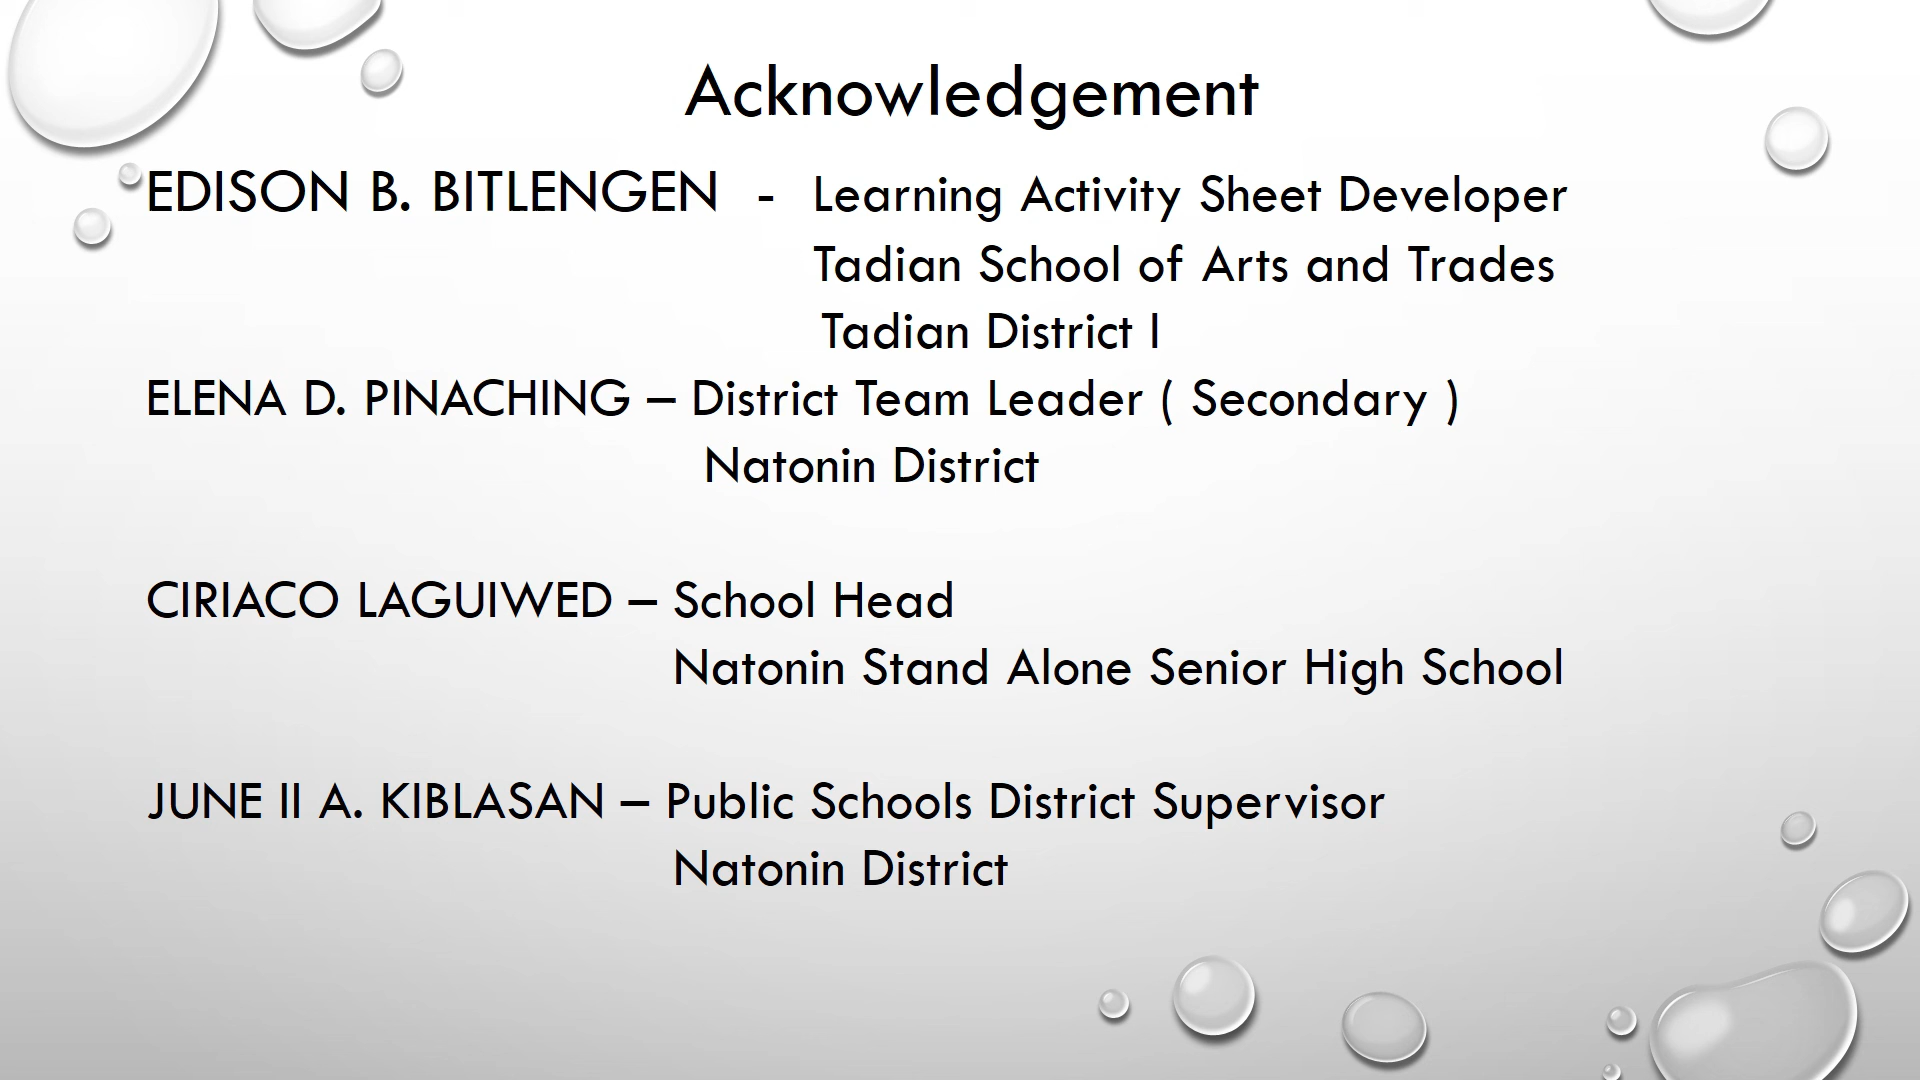 Acknowledgement
EDISON B. BITLENGEN - Learning Activity Sheet Developer
Tadian School of Arts and Trades
Tadian District I
ELENA D. PINACHING – District Team Leader ( Secondary )
Natonin District
CIRIACO LAGUIWED – School Head
Natonin Stand Alone Senior High School
JUNE II A. KIBLASAN – Public Schools District Supervisor
Natonin District